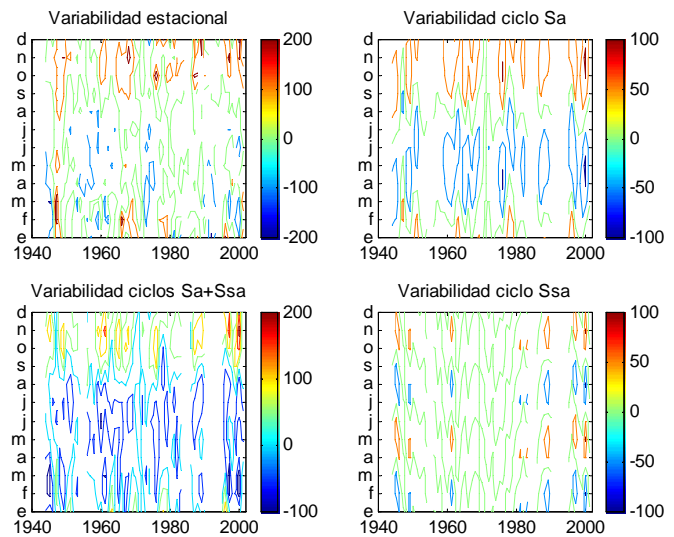 Variabilidad estacional
d
n
o
s
a
j
j
m
a
m
f
e
1940 1960 1980 2000
200
100
0
-100
-200
Variabilidad ciclo Sa
d
n
o
s
a
j
j
m
a
m
f
e
1940 1960 1980 2000
100
50
0
-50
-100
Variabilidad ciclos Sa+Ssa
d
n
o
s
a
j
j
m
a
m
f
e
1940 1960 1980 2000
200
100
0
-100
Variabilidad ciclo Ssa
d
n
o
s
a
j
j
m
a
m
f
e
1940 1960 1980 2000
100
50
0
-50
-100